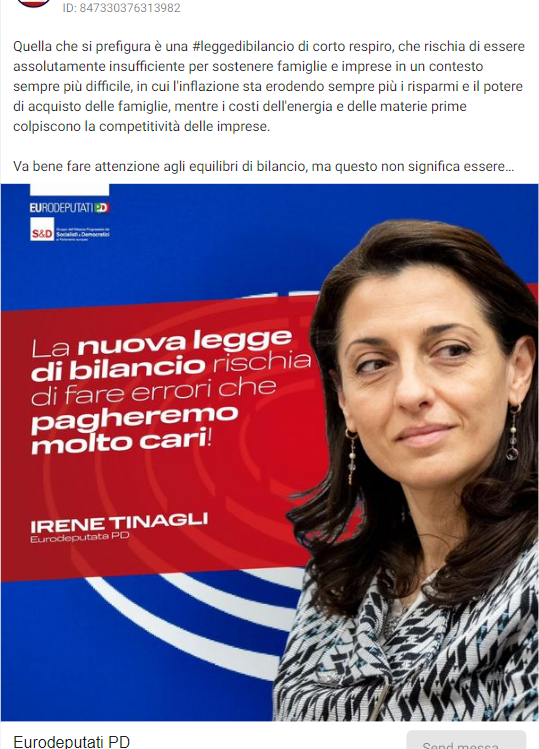 ID: 847330376313982
Quella che si prefigura è una #leggedibilancio di corto respiro, che rischia di essere
assolutamente insufficiente per sostenere famiglie e imprese in un contesto
sempre più difficile, in cui l'inflazione sta erodendo sempre più i risparmi e il potere
di acquisto delle famiglie, mentre i costi dell'energia e delle materie prime
colpiscono la competitività delle imprese.
Va bene fare attenzione agli equilibri di bilancio, ma questo non significa essere...
EURODEPUTATI PD
S&D
Socialisti e Democratici
La nuova legge
di bilancio rischia
di fare errori che
pagheremo
molto cari!
IRENE TINAGLI
Eurodeputata PD
Eurodeputati PD
Send messa